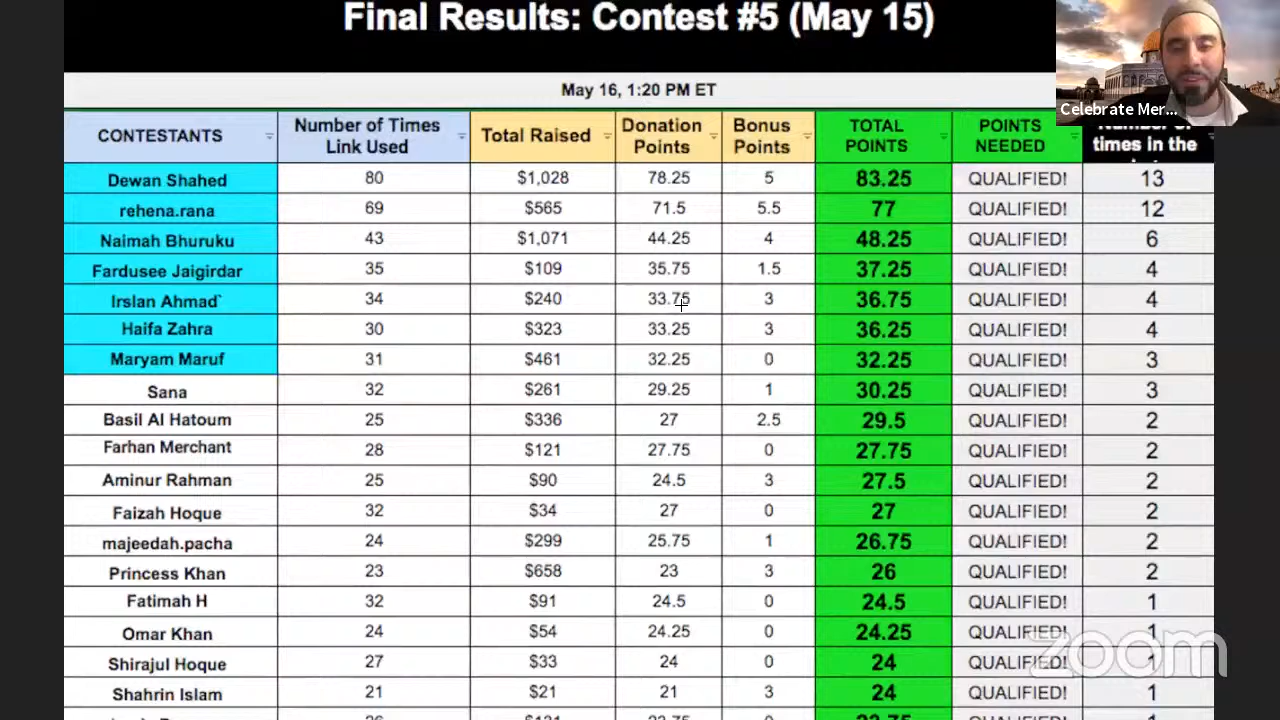 Final Results: Contest #5 (May 15)
Celebrate Mer...
May 16, 1:20 PM ET
CONTESTANTS Number of Times Link Used Total Raised Donation Points Bonus Points TOTAL POINTS POINTS NEEDED Number of times in the
Dewan Shahed 80 $1,028 78.25 5 83.25 QUALIFIED! 13
rehena.rana 69 $565 71.5 5.5 77 QUALIFIED! 12
Naimah Bhuruku 43 $1,071 44.25 4 48.25 QUALIFIED! 6
Fardusee Jaigirdar 35 $109 35.75 1.5 37.25 QUALIFIED! 4
Irslan Ahmad` 34 $240 33.75 3 36.75 QUALIFIED! 4
Haifa Zahra 30 $323 33.25 3 36.25 QUALIFIED! 4
Maryam Maruf 31 $461 32.25 0 32.25 QUALIFIED! 3
Sana 32 $261 29.25 1 30.25 QUALIFIED! 3
Basil Al Hatoum 25 $336 27 2.5 29.5 QUALIFIED! 2
Farhan Merchant 28 $121 27.75 0 27.75 QUALIFIED! 2
Aminur Rahman 25 $90 24.5 3 27.5 QUALIFIED! 2
Faizah Hoque 32 $34 27 0 27 QUALIFIED! 2
majeedah.pacha 24 $299 25.75 1 26.75 QUALIFIED! 2
Princess Khan 23 $658 23 3 26 QUALIFIED! 2
Fatimah H 32 $91 24.5 0 24.5 QUALIFIED! 1
Omar Khan 24 $54 24.25 0 24.25 QUALIFIED! 1
Shirajul Hoque 27 $33 24 0 24 QUALIFIED! 1
Shahrin Islam 21 $21 21 3 24 QUALIFIED! 1
zoom